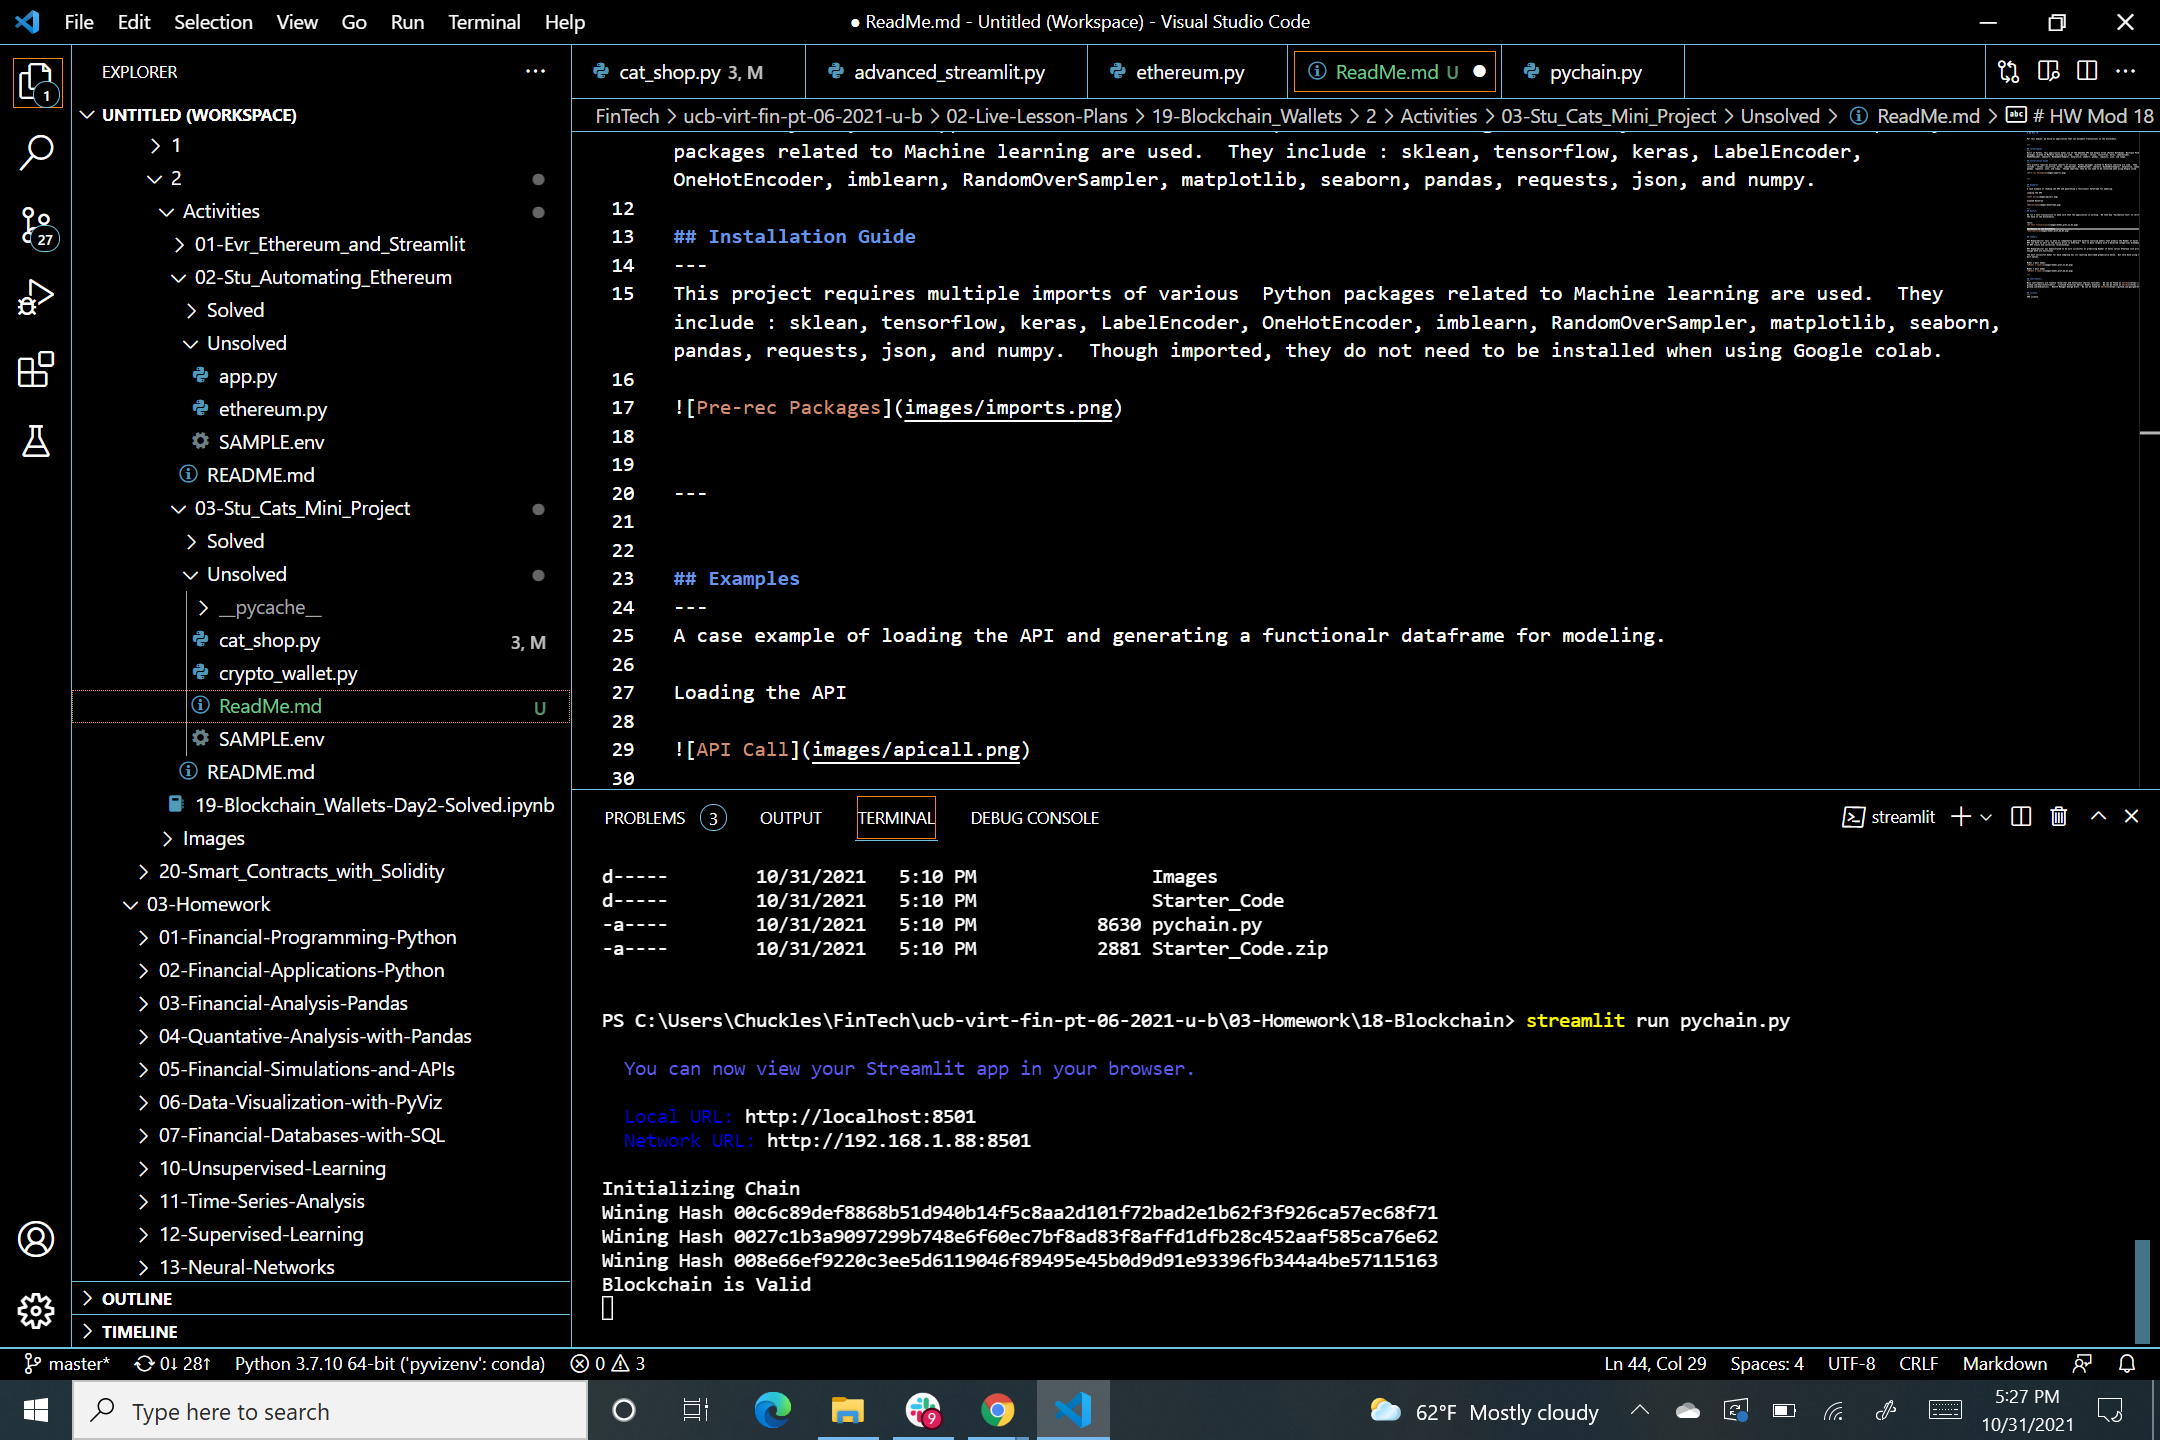 File Edit Selection View Go Run Terminal Help
● ReadMe.md - Untitled (Workspace) - Visual Studio Code
EXPLORER
cat_shop.py 3, M
advanced_streamlit.py
ethereum.py
ReadMe.md U
pychain.py
FinTech > ucb-virt-fin-pt-06-2021-u-b > 02-Live-Lesson-Plans > 19-Blockchain_Wallets > 2 > Activities > 03-Stu_Cats_Mini_Project > Unsolved > ReadMe.md > # HW Mod 18
1
27
UNTITLED (WORKSPACE)
1
2
Activities
01-Evr_Ethereum_and_Streamlit
02-Stu_Automating_Ethereum
Solved
Unsolved
app.py
ethereum.py
SAMPLE.env
README.md
03-Stu_Cats_Mini_Project
Solved
Unsolved
__pycache__
cat_shop.py 3, M
crypto_wallet.py
ReadMe.md U
SAMPLE.env
README.md
19-Blockchain_Wallets-Day2-Solved.ipynb
Images
20-Smart_Contracts_with_Solidity
03-Homework
01-Financial-Programming-Python
02-Financial-Applications-Python
03-Financial-Analysis-Pandas
04-Quantative-Analysis-with-Pandas
05-Financial-Simulations-and-APIs
06-Data-Visualization-with-PyViz
07-Financial-Databases-with-SQL
10-Unsupervised-Learning
11-Time-Series-Analysis
12-Supervised-Learning
13-Neural-Networks
OUTLINE
TIMELINE
packages related to Machine learning are used.  They include : sklean, tensorflow, keras, LabelEncoder,
OneHotEncoder, imblearn, RandomOverSampler, matplotlib, seaborn, pandas, requests, json, and numpy.
12
13 ## Installation Guide
14 ---
15 This project requires multiple imports of various  Python packages related to Machine learning are used.  They
include : sklean, tensorflow, keras, LabelEncoder, OneHotEncoder, imblearn, RandomOverSampler, matplotlib, seaborn,
pandas, requests, json, and numpy.  Though imported, they do not need to be installed when using Google colab.
16
17 ![Pre-rec Packages](images/imports.png)
18
19
20 ---
21
22
23 ## Examples
24 ---
25 A case example of loading the API and generating a functionalr dataframe for modeling.
26
27 Loading the API
28
29 ![API Call](images/apicall.png)
30
PROBLEMS 3 OUTPUT TERMINAL DEBUG CONSOLE
streamlit
d----- 10/31/2021 5:10 PM Images
d----- 10/31/2021 5:10 PM Starter_Code
-a---- 10/31/2021 5:10 PM 8630 pychain.py
-a---- 10/31/2021 5:10 PM 2881 Starter_Code.zip
PS C:\Users\Chuckles\FinTech\ucb-virt-fin-pt-06-2021-u-b\03-Homework\18-Blockchain> streamlit run pychain.py
You can now view your Streamlit app in your browser.
Local URL: http://localhost:8501
Network URL: http://192.168.1.88:8501
Initializing Chain
Wining Hash 00c6c89def8868b51d940b14f5c8aa2d101f72bad2e1b62f3f926ca57ec68f71
Wining Hash 0027c1b3a9097299b748e6f60ec7bf8ad83f8affd1dfb28c452aaf585ca76e62
Wining Hash 008e66ef9220c3ee5d6119046f89495e45b0d9d91e93396fb344a4be57115163
Blockchain is Valid
master* 0↓ 28↑ Python 3.7.10 64-bit ('pyvizenv': conda) 0 3
Ln 44, Col 29 Spaces: 4 UTF-8 CRLF Markdown
Type here to search
9
62°F Mostly cloudy
5:27 PM
10/31/2021